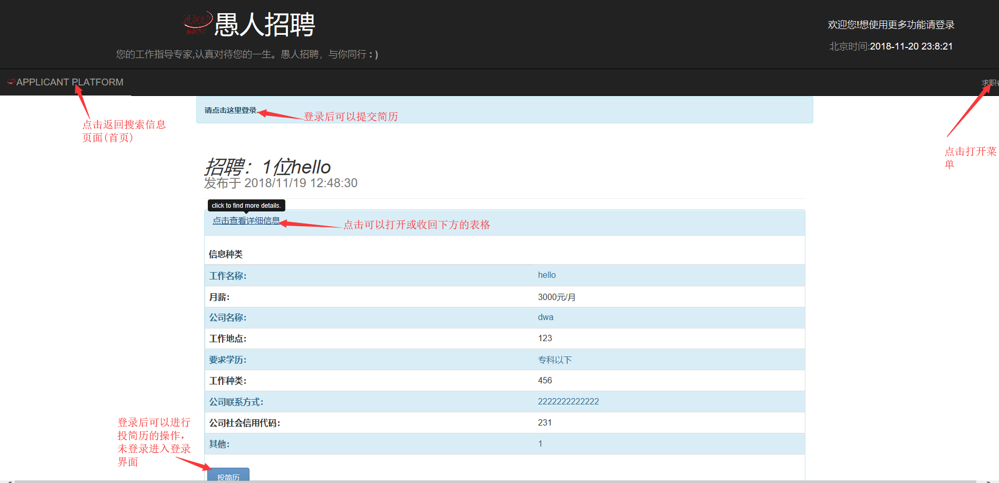 愚人招聘
欢迎您!想使用更多功能请登录
您的工作指导专家,认真对待您的一生。愚人招聘，与你同行 : )
北京时间:2018-11-20 23:8:21
APPLICANT PLATFORM
求职
请点击这里登录.
登录后可以提交简历
点击返回搜索信息
页面(首页)
点击打开菜
单
招聘：1位hello
发布于 2018/11/19 12:48:30
click to find more details.
点击查看详细信息
点击可以打开或收回下方的表格
信息种类
工作名称： hello
月薪： 3000元/月
公司名称： dwa
工作地点： 123
要求学历： 专科以下
工作种类： 456
公司联系方式： 2222222222222
公司社会信用代码： 231
其他： 1
登录后可以进行
投简历的操作，
未登录进入登录
界面
投简历